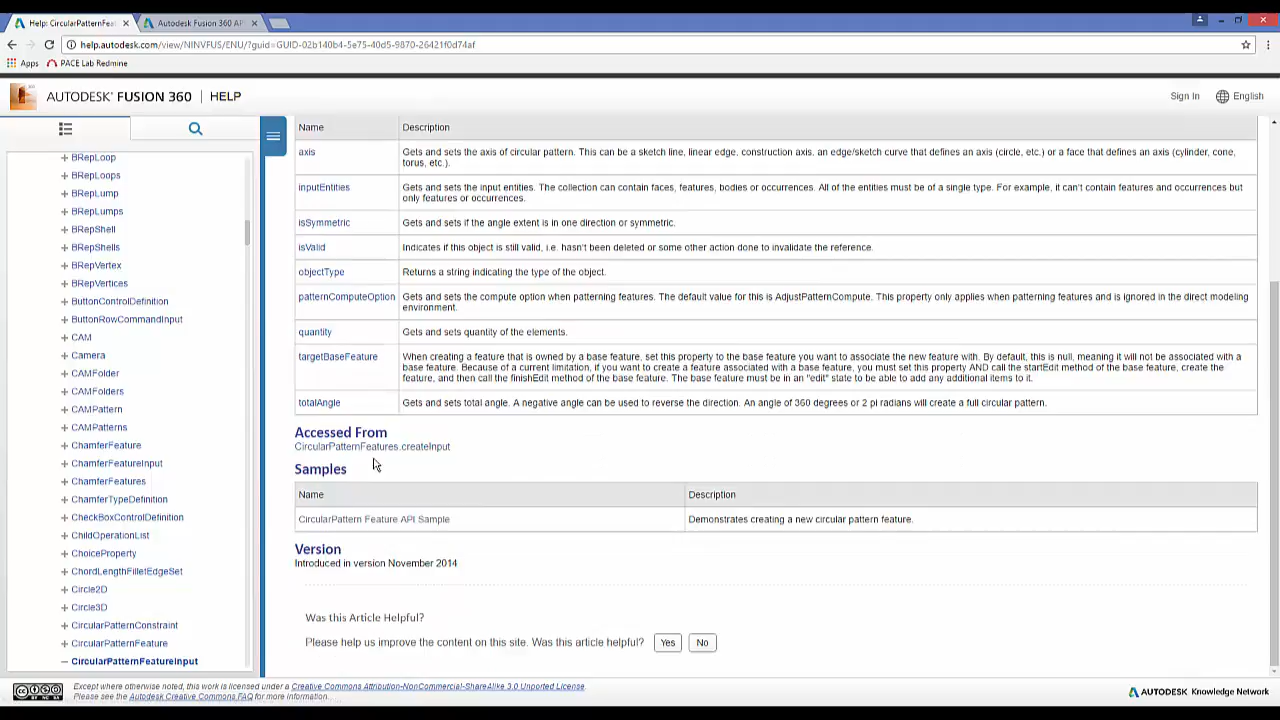 Help: CircularPatternFea
Autodesk Fusion 360 AP
help.autodesk.com/view/NINVFUS/ENU/?guid=GUID-02b140b4-5e75-40d5-9870-26421f0d74af
Apps
PACE Lab Redmine
AUTODESK® FUSION 360 | HELP
Sign In
English
BRepLoop
BRepLoops
BRepLump
BRepLumps
BRepShell
BRepShells
BRepVertex
BRepVertices
ButtonControlDefinition
ButtonRowCommandInput
CAM
Camera
CAMFolder
CAMFolders
CAMPattern
CAMPatterns
ChamferFeature
ChamferFeatureInput
ChamferFeatures
ChamferTypeDefinition
CheckBoxControlDefinition
ChildOperationList
ChoiceProperty
ChordLengthFilletEdgeSet
Circle2D
Circle3D
CircularPatternConstraint
CircularPatternFeature
CircularPatternFeatureInput
Name Description
axis Gets and sets the axis of circular pattern. This can be a sketch line, linear edge, construction axis, an edge/sketch curve that defines an axis (circle, etc.) or a face that defines an axis (cylinder, cone,
torus, etc.).
inputEntities Gets and sets the input entities. The collection can contain faces, features, bodies or occurrences. All of the entities must be of a single type. For example, it can't contain features and occurrences but
only features or occurrences.
isSymmetric Gets and sets if the angle extent is in one direction or symmetric.
isValid Indicates if this object is still valid, i.e. hasn't been deleted or some other action done to invalidate the reference.
objectType Returns a string indicating the type of the object.
patternComputeOption Gets and sets the compute option when patterning features. The default value for this is AdjustPatternCompute. This property only applies when patterning features and is ignored in the direct modeling
environment.
quantity Gets and sets quantity of the elements.
targetBaseFeature When creating a feature that is owned by a base feature, set this property to the base feature you want to associate the new feature with. By default, this is null, meaning it will not be associated with a
base feature. Because of a current limitation, if you want to create a feature associated with a base feature, you must set this property AND call the startEdit method of the base feature, create the
feature, and then call the finishEdit method of the base feature. The base feature must be in an "edit" state to be able to add any additional items to it.
totalAngle Gets and sets total angle. A negative angle can be used to reverse the direction. An angle of 360 degrees or 2 pi radians will create a full circular pattern.
Accessed From
CircularPatternFeatures.createInput
Samples
Name Description
CircularPattern Feature API Sample Demonstrates creating a new circular pattern feature.
Version
Introduced in version November 2014
Was this Article Helpful?
Please help us improve the content on this site. Was this article helpful? Yes No
Except where otherwise noted, this work is licensed under a Creative Commons Attribution-NonCommercial-ShareAlike 3.0 Unported License.
Please see the Autodesk Creative Commons FAQ for more information.
AUTODESK Knowledge Network